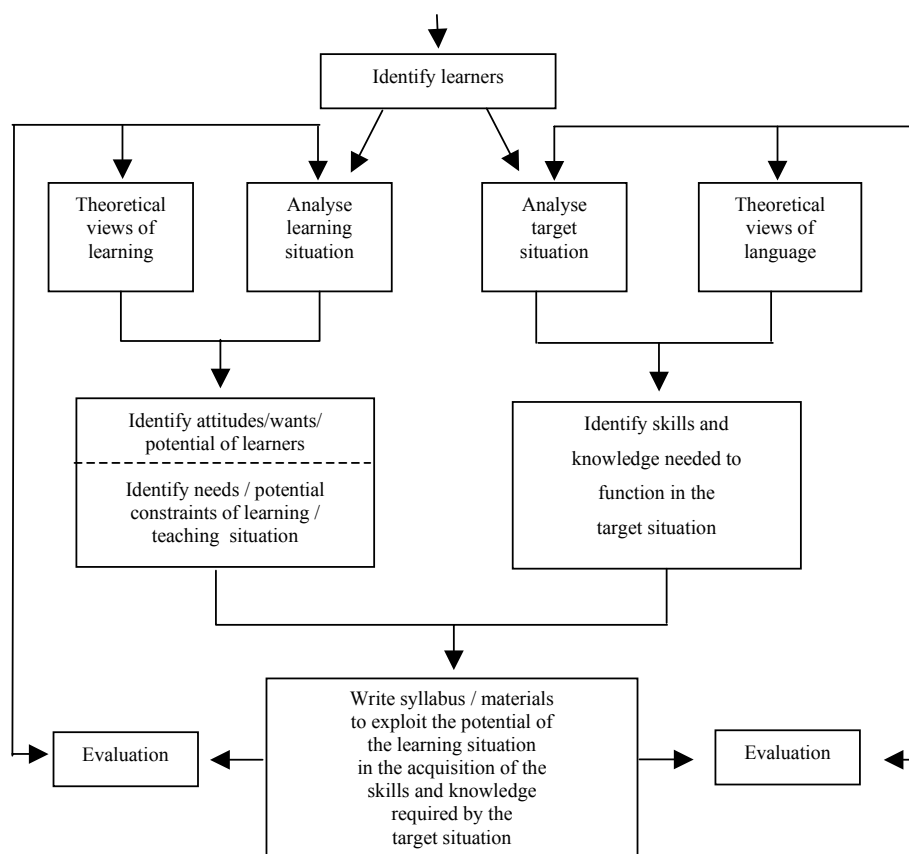 Identify learners
Theoretical
views of
learning
Analyse
learning
situation
Analyse
target
situation
Theoretical
views of
language
Identify attitudes/wants/
potential of learners
Identify needs / potential
constraints of learning /
teaching situation
Identify skills and
knowledge needed to
function in the
target situation
Evaluation
Write syllabus / materials
to exploit the potential of
the learning situation
in the acquisition of the
skills and knowledge
required by the
target situation
Evaluation